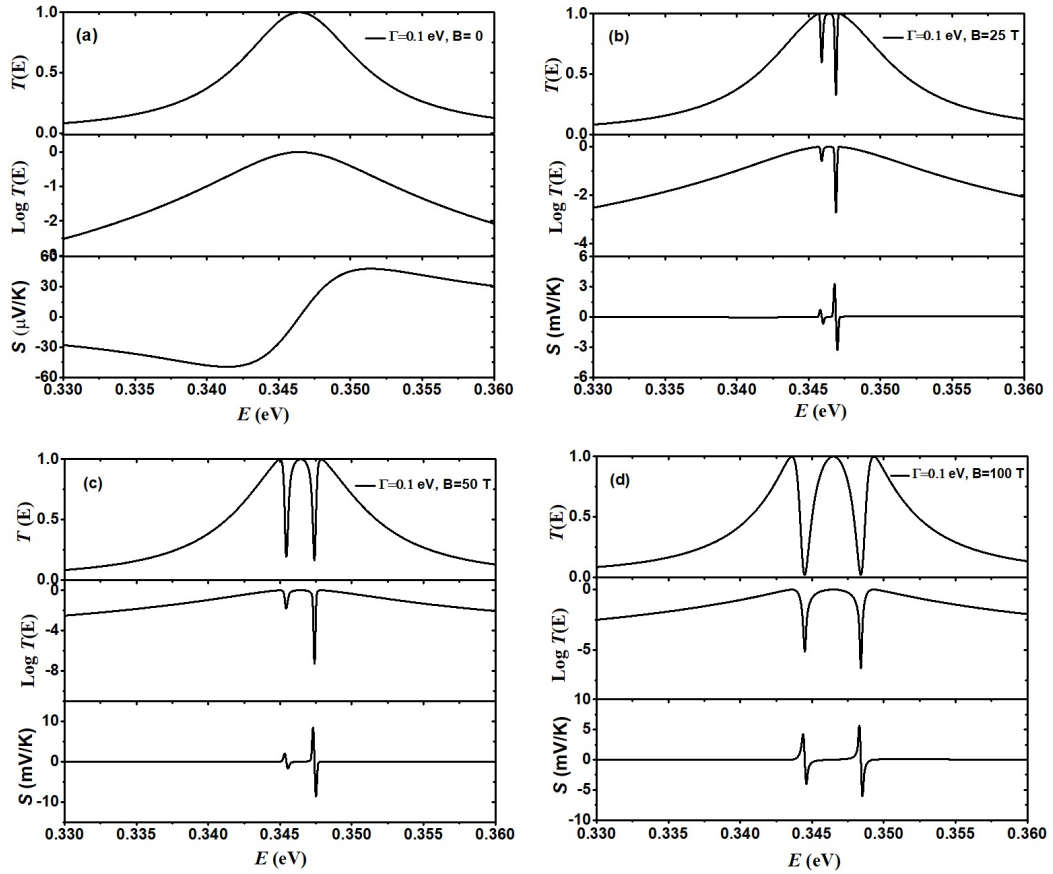 (a)
Γ=0.1 eV, B= 0
T(E)
1.0
0.5
0.0
Log T(E)
0
-1
-2
-3
S (μV/K)
60
30
0
-30
-60
0.330 0.335 0.340 0.345 0.350 0.355 0.360
E (eV)
(b)
Γ=0.1 eV, B=25 T
T(E)
1.0
0.5
0.0
Log T(E)
0
-2
-4
S (mV/K)
6
3
0
-3
-6
0.330 0.335 0.340 0.345 0.350 0.355 0.360
E (eV)
(c)
Γ=0.1 eV, B=50 T
T (E)
1.0
0.5
0.0
Log T(E)
0
-4
-8
S (mV/K)
10
5
0
-5
-10
0.330 0.335 0.340 0.345 0.350 0.355 0.360
E (eV)
(d)
Γ=0.1 eV, B=100 T
T(E)
1.0
0.5
0.0
Log T(E)
0
-5
S (mV/K)
10
5
0
-5
-10
0.330 0.335 0.340 0.345 0.350 0.355 0.360
E (eV)